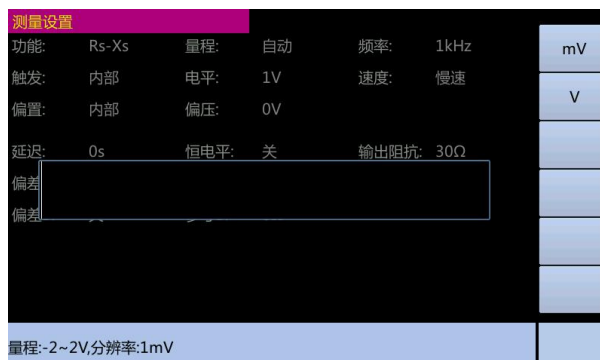 测量设置
功能: Rs-Xs 量程: 自动 频率: 1kHz
触发: 内部 电平: 1V 速度: 慢速
偏置: 内部 偏压: 0V
延迟: 0s 恒电平: 关 输出阻抗: 30Ω
偏差
偏差
mV
V
量程:-2~2V,分辨率:1mV